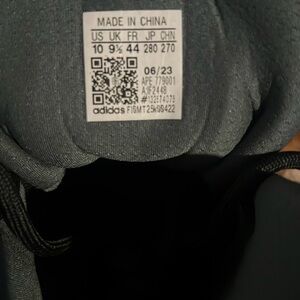 MADE IN CHINA
US UK FR JP CHN
10 9½ 44 280 270
06/23
APE 779001
adidas